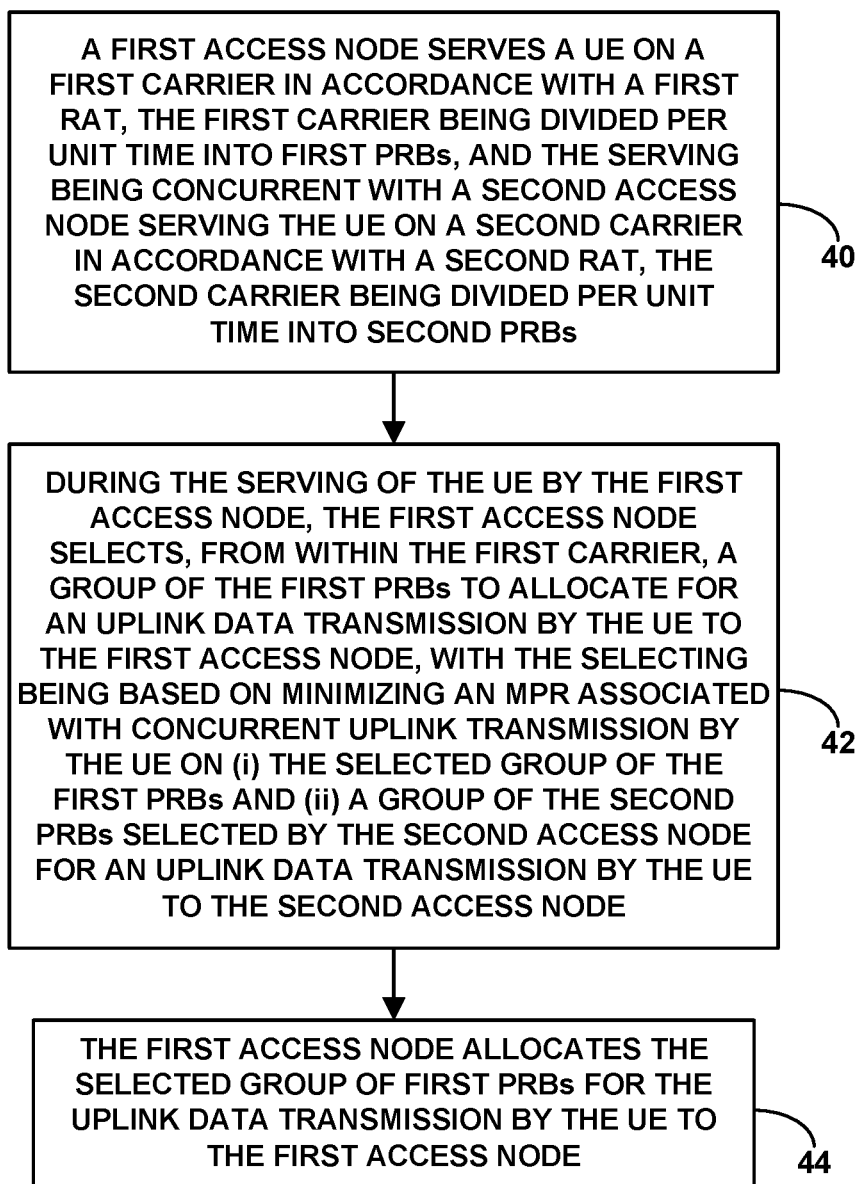 A FIRST ACCESS NODE SERVES A UE ON A
FIRST CARRIER IN ACCORDANCE WITH A FIRST
RAT, THE FIRST CARRIER BEING DIVIDED PER
UNIT TIME INTO FIRST PRBs, AND THE SERVING
BEING CONCURRENT WITH A SECOND ACCESS
NODE SERVING THE UE ON A SECOND CARRIER
IN ACCORDANCE WITH A SECOND RAT, THE
SECOND CARRIER BEING DIVIDED PER UNIT
TIME INTO SECOND PRBs
40
DURING THE SERVING OF THE UE BY THE FIRST
ACCESS NODE, THE FIRST ACCESS NODE
SELECTS, FROM WITHIN THE FIRST CARRIER, A
GROUP OF THE FIRST PRBs TO ALLOCATE FOR
AN UPLINK DATA TRANSMISSION BY THE UE TO
THE FIRST ACCESS NODE, WITH THE SELECTING
BEING BASED ON MINIMIZING AN MPR ASSOCIATED
WITH CONCURRENT UPLINK TRANSMISSION BY
THE UE ON (i) THE SELECTED GROUP OF THE
FIRST PRBs AND (ii) A GROUP OF THE SECOND
PRBs SELECTED BY THE SECOND ACCESS NODE
FOR AN UPLINK DATA TRANSMISSION BY THE UE
TO THE SECOND ACCESS NODE
42
THE FIRST ACCESS NODE ALLOCATES THE
SELECTED GROUP OF FIRST PRBs FOR THE
UPLINK DATA TRANSMISSION BY THE UE TO
THE FIRST ACCESS NODE
44